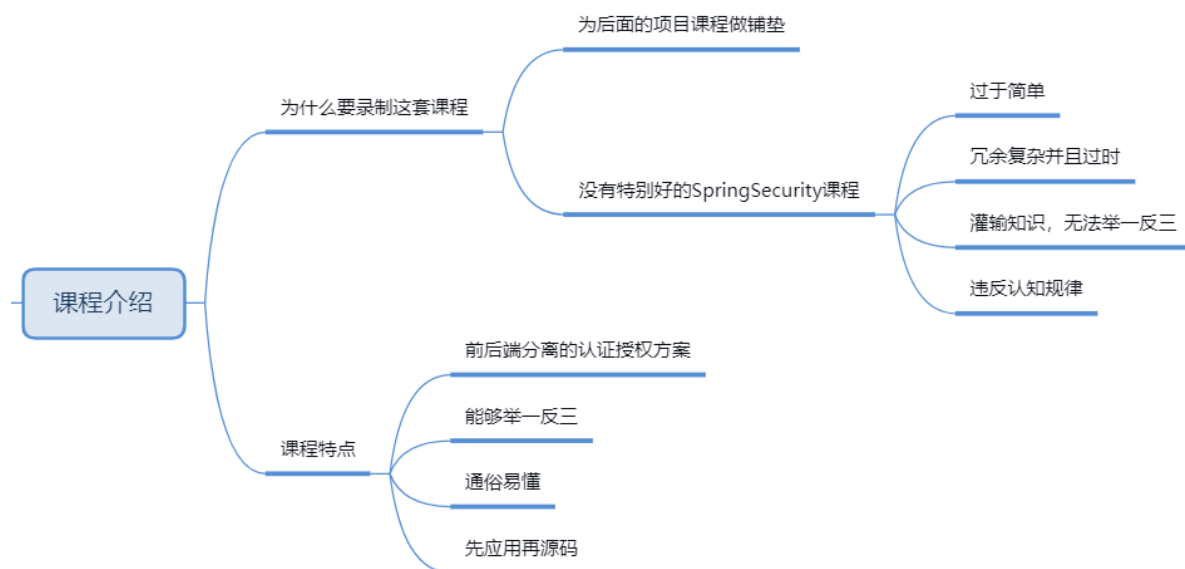 课程介绍
为什么要录制这套课程
为后面的项目课程做铺垫
没有特别好的SpringSecurity课程
过于简单
冗余复杂并且过时
灌输知识，无法举一反三
违反认知规律
课程特点
前后端分离的认证授权方案
能够举一反三
通俗易懂
先应用再源码